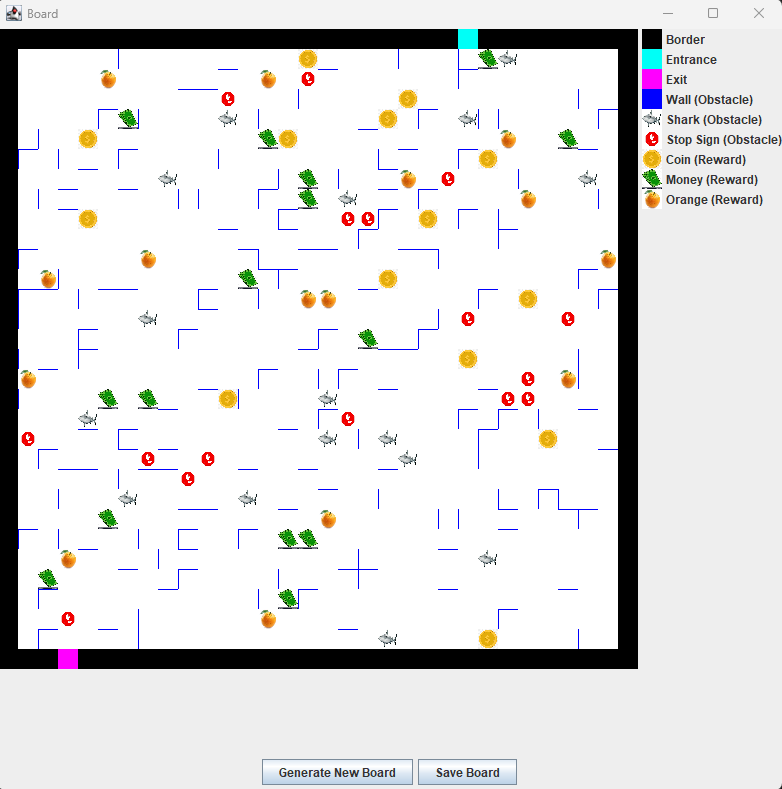 Board
Border
Entrance
Exit
Wall (Obstacle)
Shark (Obstacle)
Stop Sign (Obstacle)
Coin (Reward)
Money (Reward)
Orange (Reward)
Generate New Board
Save Board